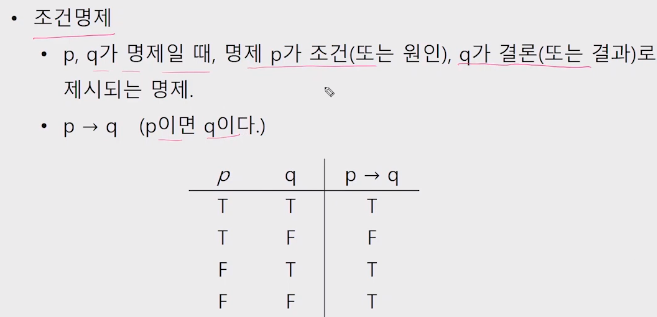 • 조건명제
• p, q가 명제일 때, 명제 p가 조건(또는 원인), q가 결론(또는 결과)로
제시되는 명제.
• p → q (p이면 q이다.)
p q p → q
T T T
T F F
F T T
F F T